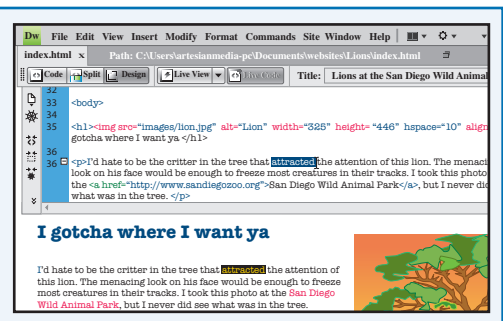 Dw File Edit View Insert Modify Format Commands Site Window Help
index.html x Path: C:\Users\artesianmedia-pc\Documents\websites\Lions\index.html
Code Split Design Live View Live Code Title: Lions at the San Diego Wild Animal
32
33 <body>
34
35 <h1><img src="images/lion.jpg" alt="Lion" width="325" height= "446" hspace="10" align
gotcha where I want ya </h1>
36
36 <p>I'd hate to be the critter in the tree that attracted the attention of this lion. The menaci
look on his face would be enough to freeze most creatures in their tracks. I took this photo
the <a href="http://www.sandiegozoo.org">San Diego Wild Animal Park</a>, but I never did
what was in the tree. </p>
I gotcha where I want ya
I'd hate to be the critter in the tree that attracted the attention of
this lion. The menacing look on his face would be enough to freeze
most creatures in their tracks. I took this photo at the San Diego
Wild Animal Park, but I never did see what was in the tree.